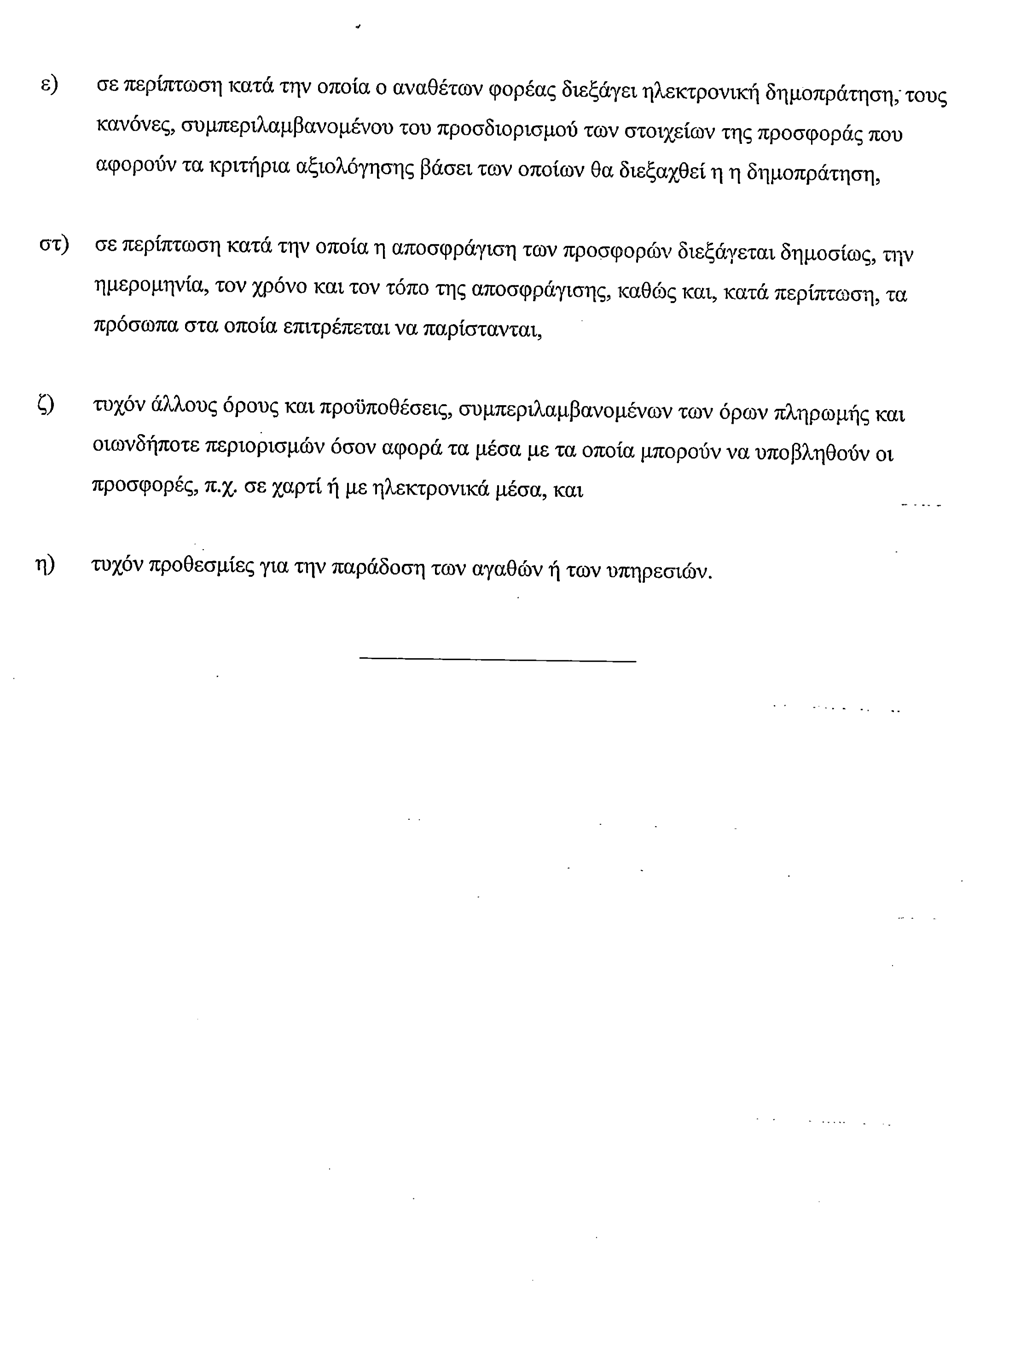 ε) σε περίπτωση κατά την οποία ο αναθέτων φορέας διεξάγει ηλεκτρονική δημοπράτηση, τους
κανόνες, συμπεριλαμβανομένου του προσδιορισμού των στοιχείων της προσφοράς που
αφορούν τα κριτήρια αξιολόγησης βάσει των οποίων θα διεξαχθεί η η δημοπράτηση,
στ) σε περίπτωση κατά την οποία η αποσφράγιση των προσφορών διεξάγεται δημοσίως, την
ημερομηνία, τον χρόνο και τον τόπο της αποσφράγισης, καθώς και, κατά περίπτωση, τα
πρόσωπα στα οποία επιτρέπεται να παρίστανται,
ζ) τυχόν άλλους όρους και προϋποθέσεις, συμπεριλαμβανομένων των όρων πληρωμής και
οιωνδήποτε περιορισμών όσον αφορά τα μέσα με τα οποία μπορούν να υποβληθούν οι
προσφορές, π.χ. σε χαρτί ή με ηλεκτρονικά μέσα, και
η) τυχόν προθεσμίες για την παράδοση των αγαθών ή των υπηρεσιών.